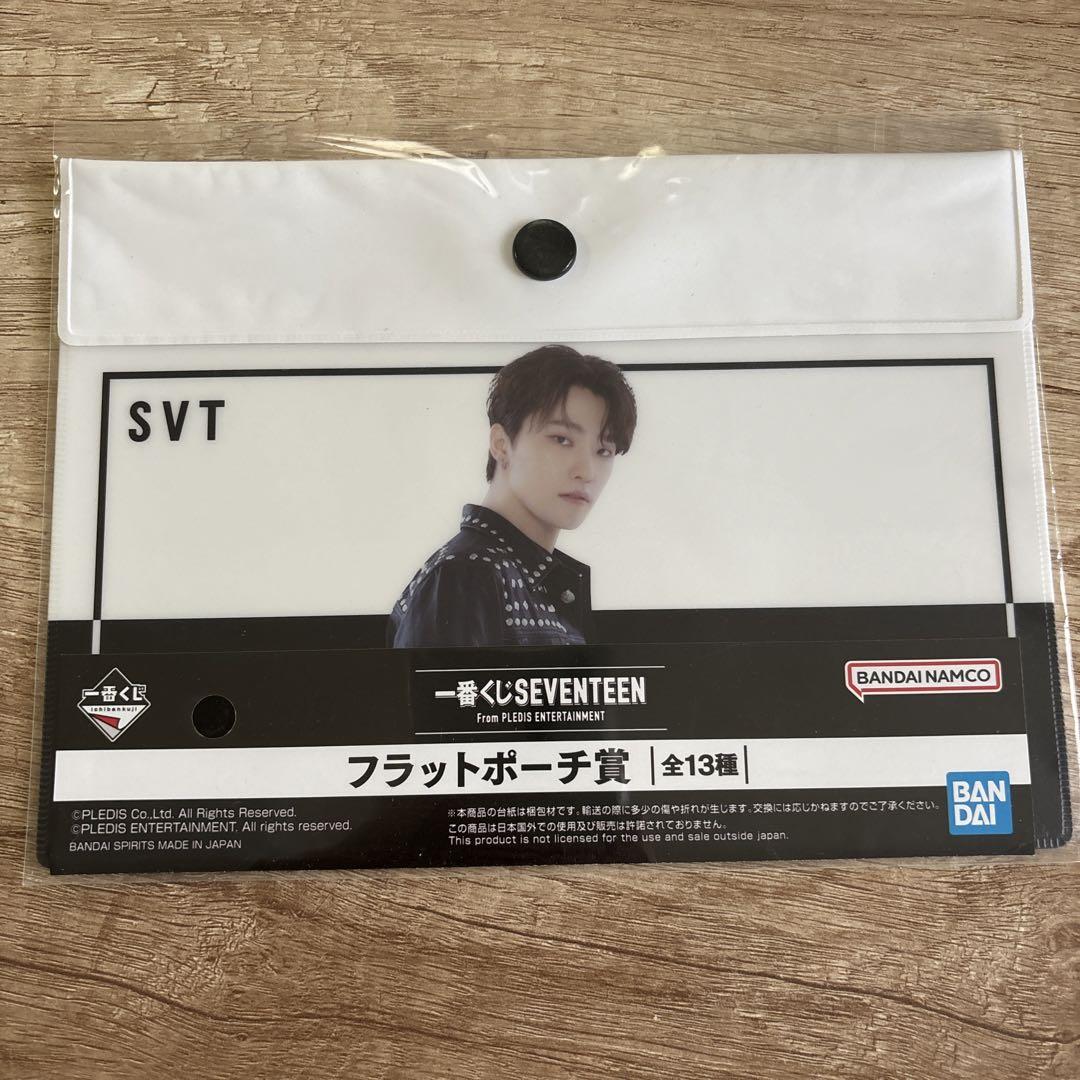 SVT
一番くじ
ichibankuji
一番くじSEVENTEEN
From PLEDIS ENTERTAINMENT
BANDAI NAMCO
フラットポーチ賞 |全13種|
©PLEDIS Co.,Ltd. All Rights Reserved.
©PLEDIS ENTERTAINMENT. All rights reserved.
BANDAI SPIRITS MADE IN JAPAN
※本商品の台紙は梱包材です。輸送の際に多少の傷や折れが生じます。交換には応じかねますのでご了承ください。
この商品は日本国外での使用及び販売は許諾されておりません。
This product is not licensed for the use and sale outside japan.
BAN
DAI